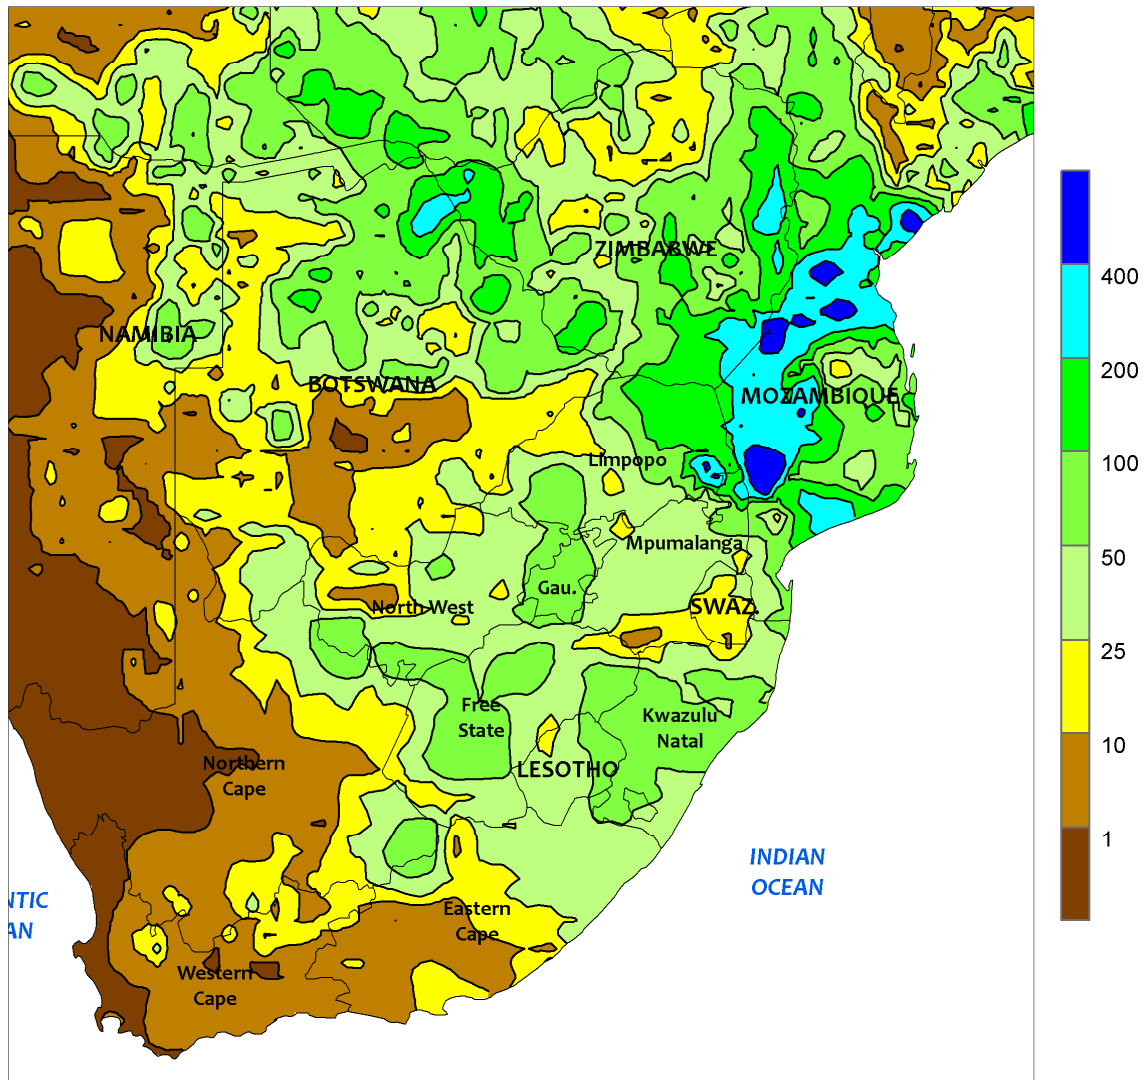 ZIMBABWE
400
NAMIBIA
200
BOTSWANA
MOZAMBIQUE
Limpopo
100
Mpumalanga
50
Gau.
North West
SWAZ.
25
Free
State
Kwazulu
Natal
10
Northern
Cape
LESOTHO
1
INDIAN
OCEAN
NTIC
AN
Eastern
Cape
Western
Cape